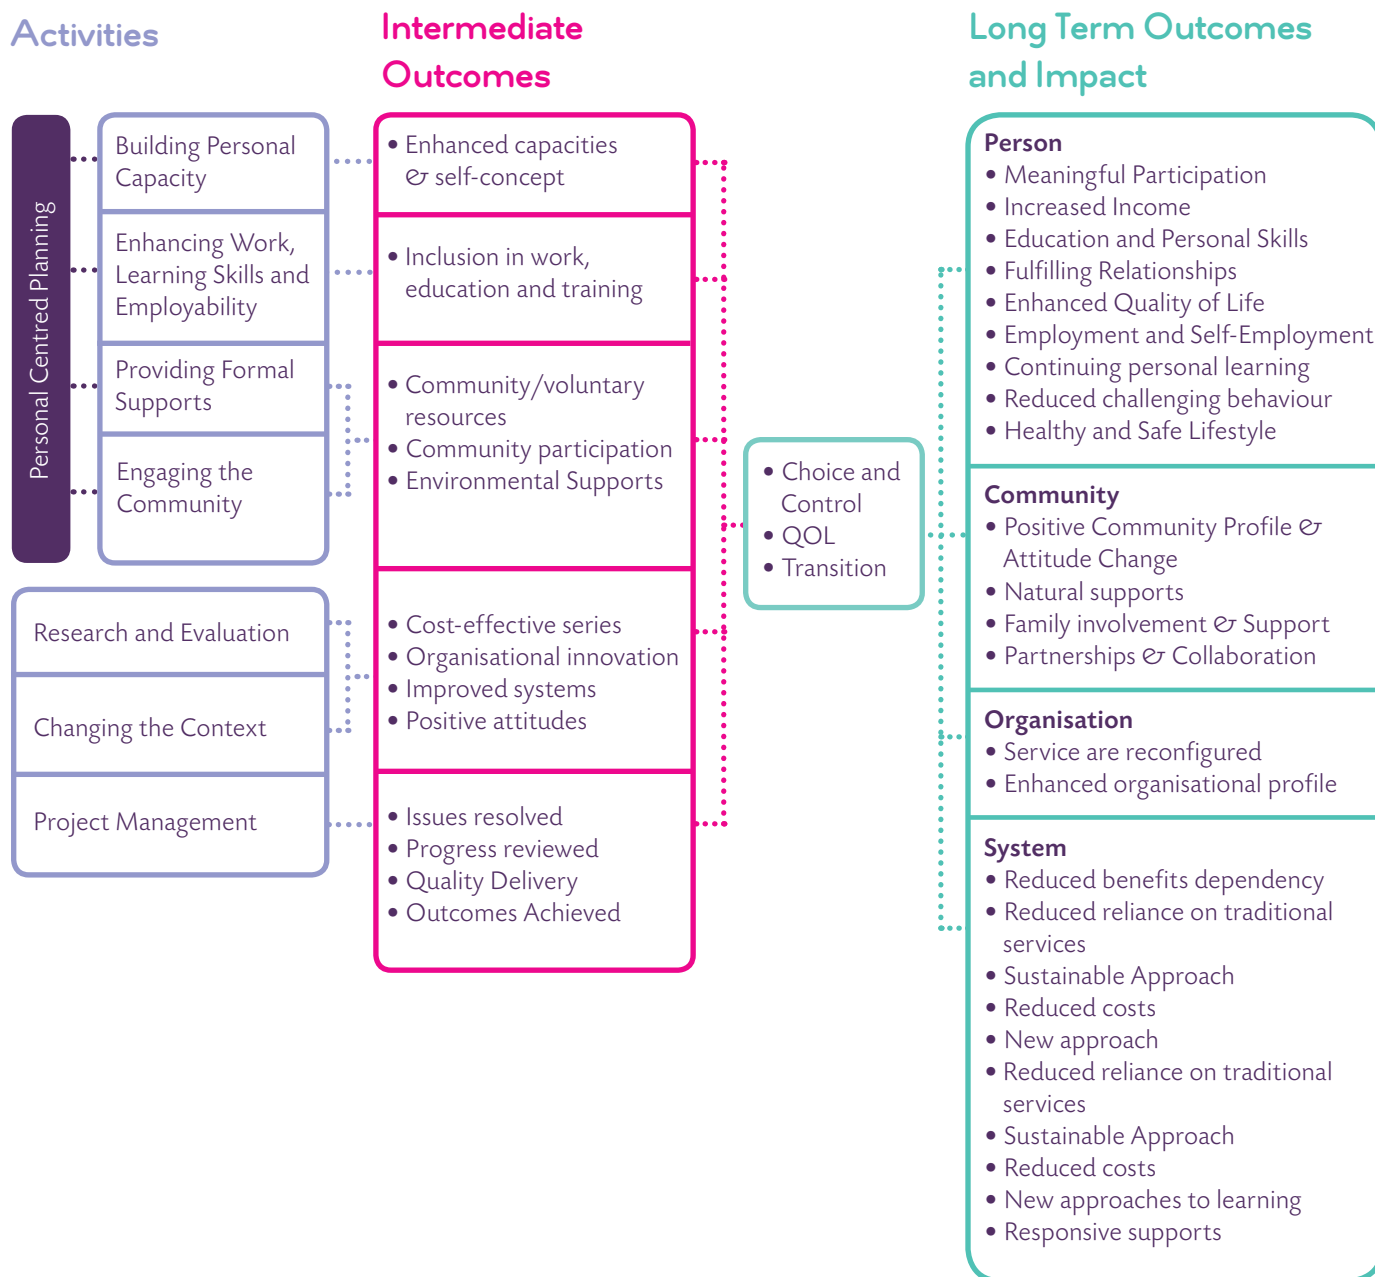 Activities
Intermediate
Outcomes
Long Term Outcomes
and Impact
Personal Centred Planning
Building Personal
Capacity
Enhancing Work,
Learning Skills and
Employability
Providing Formal
Supports
Engaging the
Community
Research and Evaluation
Changing the Context
Project Management
• Enhanced capacities
& self-concept
• Inclusion in work,
education and training
• Community/voluntary
resources
• Community participation
• Environmental Supports
• Cost-effective series
• Organisational innovation
• Improved systems
• Positive attitudes
• Issues resolved
• Progress reviewed
• Quality Delivery
• Outcomes Achieved
• Choice and
Control
• QOL
• Transition
Person
• Meaningful Participation
• Increased Income
• Education and Personal Skills
• Fulfilling Relationships
• Enhanced Quality of Life
• Employment and Self-Employment
• Continuing personal learning
• Reduced challenging behaviour
• Healthy and Safe Lifestyle
Community
• Positive Community Profile &
Attitude Change
• Natural supports
• Family involvement & Support
• Partnerships & Collaboration
Organisation
• Service are reconfigured
• Enhanced organisational profile
System
• Reduced benefits dependency
• Reduced reliance on traditional
services
• Sustainable Approach
• Reduced costs
• New approach
• Reduced reliance on traditional
services
• Sustainable Approach
• Reduced costs
• New approaches to learning
• Responsive supports